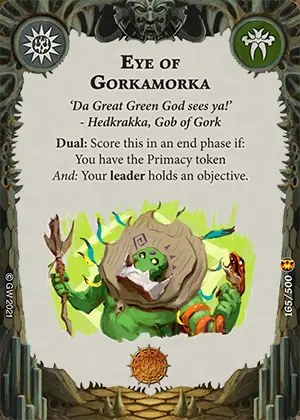 EYE OF
GORKAMORKA
‘Da Great Green God sees ya!’
- Hedkrakka, Gob of Gork
Dual: Score this in an end phase if:
You have the Primacy token
And: Your leader holds an objective.
© GW 2021
165/500